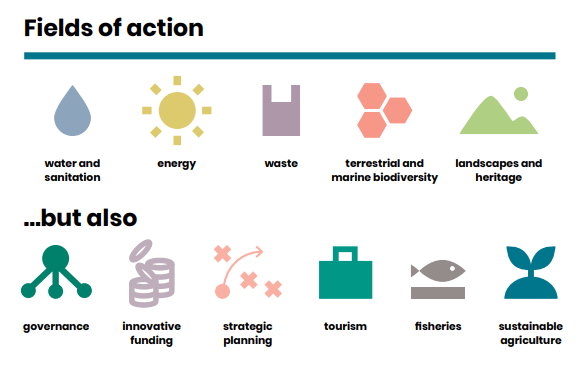 Fields of action
water and
sanitation
energy
waste
terrestrial and
marine biodiversity
landscapes and
heritage
...but also
governance
innovative
funding
strategic
planning
tourism
fisheries
sustainable
agriculture